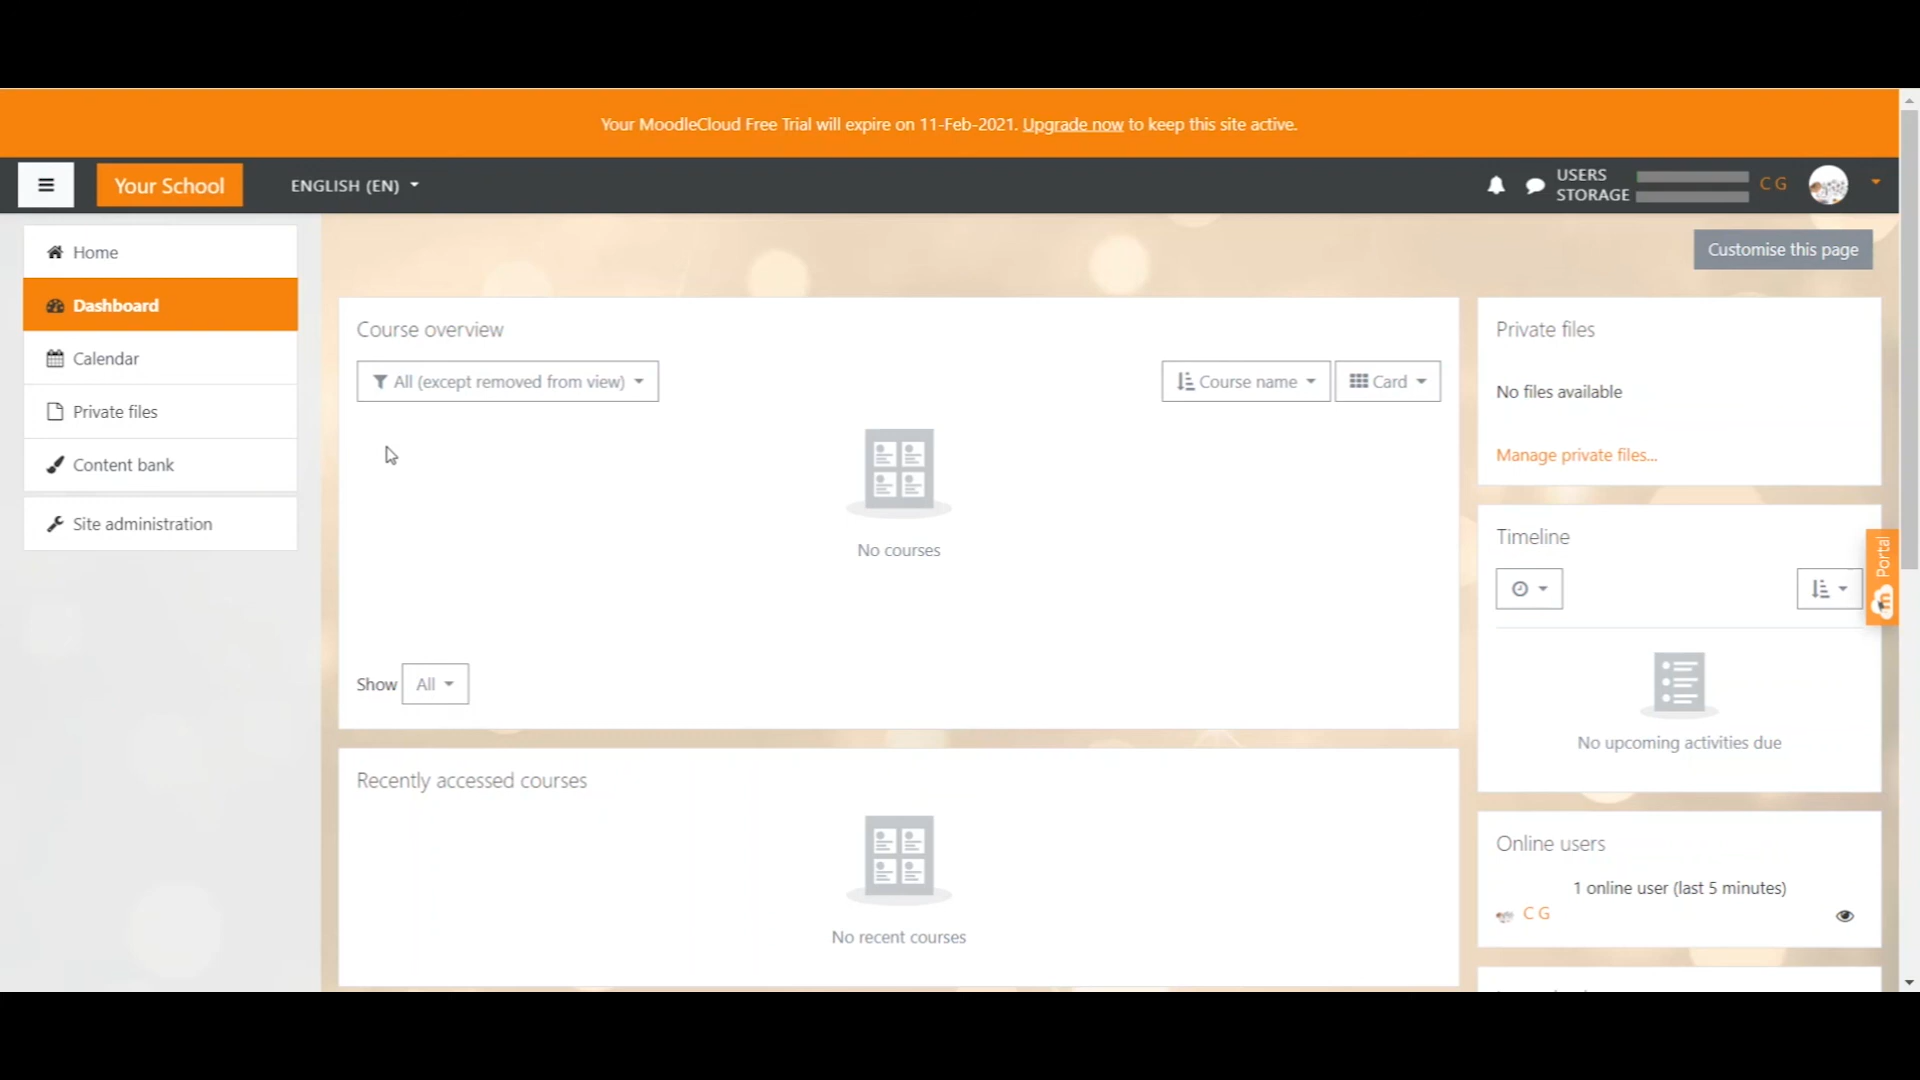 Your MoodleCloud Free Trial will expire on 11-Feb-2021. Upgrade now to keep this site active.
Your School
ENGLISH (EN)
USERS
STORAGE
C G
Customise this page
Home
Dashboard
Calendar
Private files
Content bank
Site administration
Course overview
All (except removed from view)
Course name
Card
No courses
Show All
Recently accessed courses
No recent courses
Private files
No files available
Manage private files...
Timeline
Portal
No upcoming activities due
Online users
1 online user (last 5 minutes)
C G